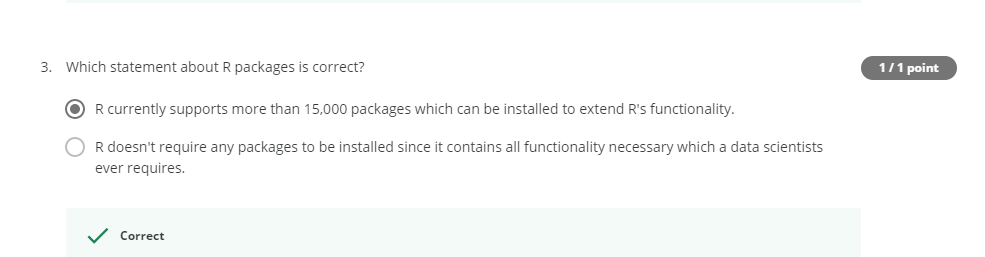 3. Which statement about R packages is correct?
1 / 1 point
R currently supports more than 15,000 packages which can be installed to extend R's functionality.
R doesn't require any packages to be installed since it contains all functionality necessary which a data scientists
ever requires.
Correct